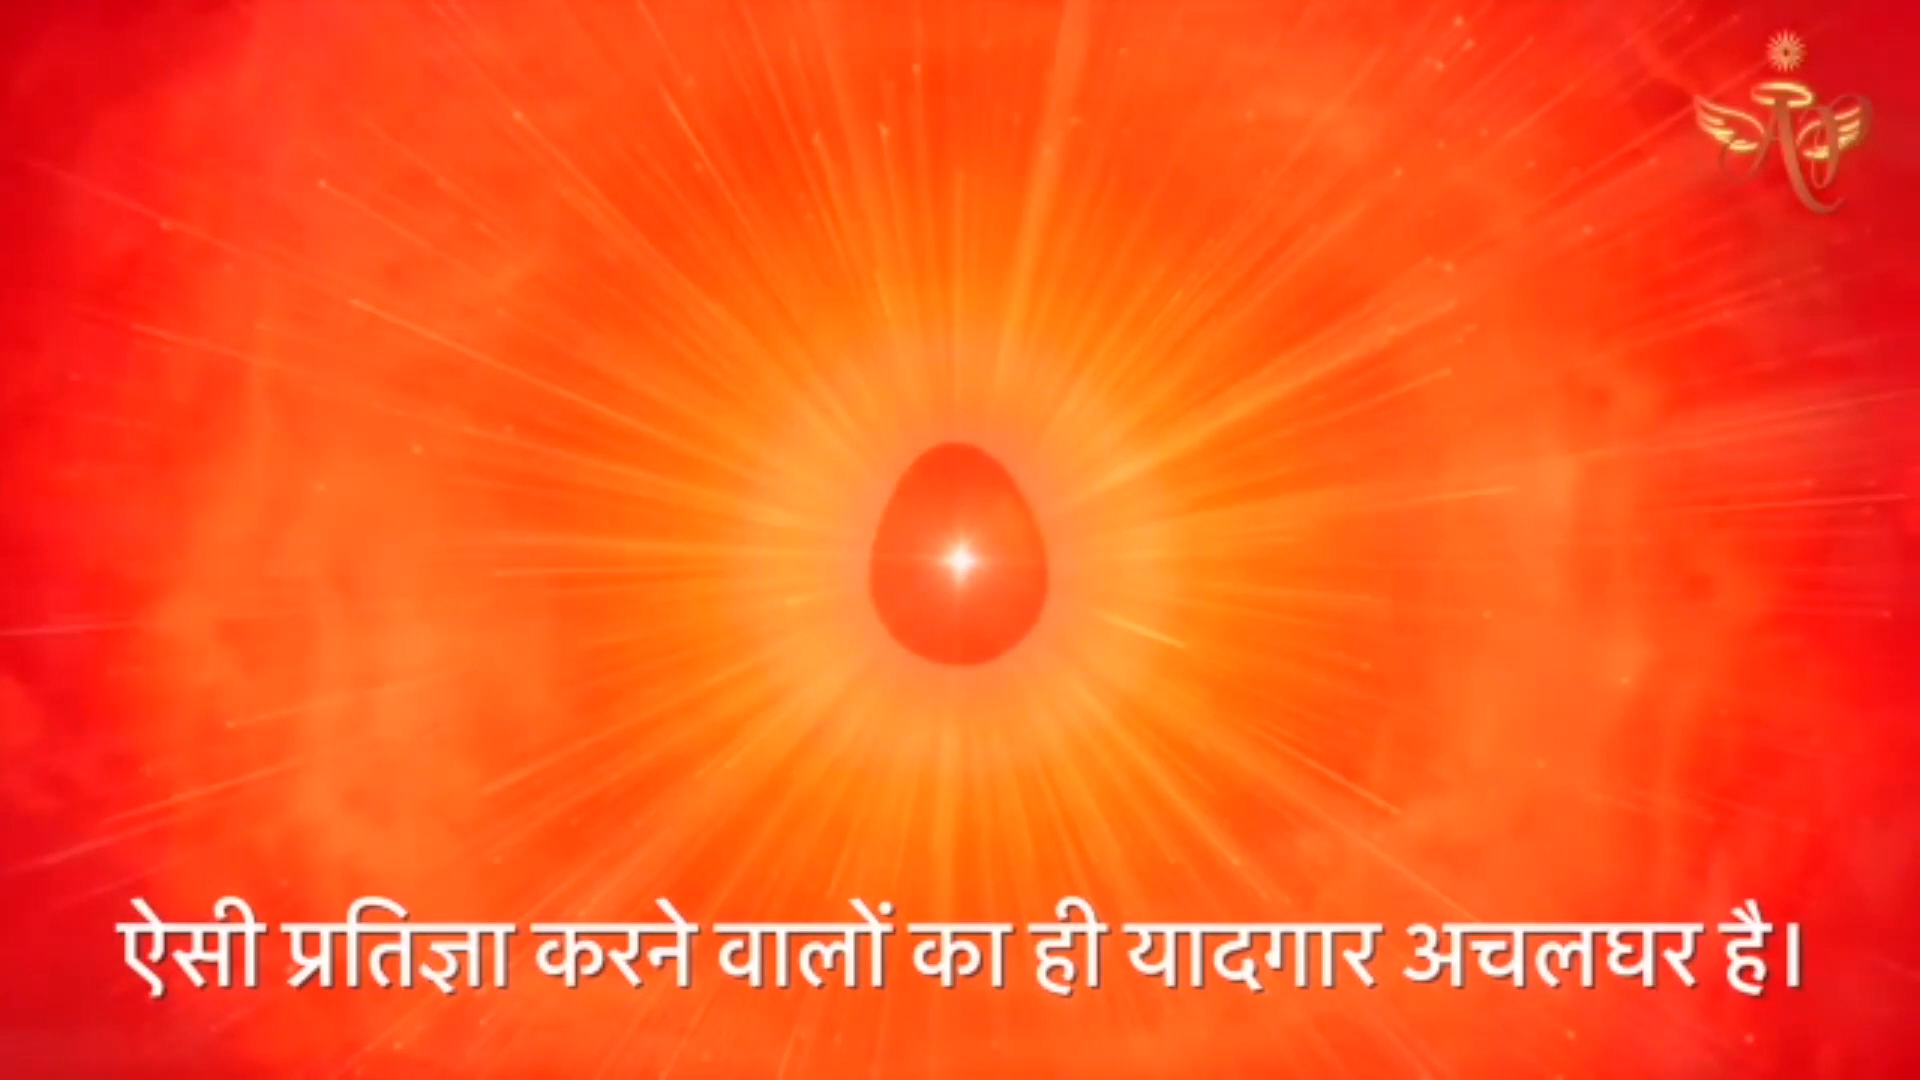 ऐसी प्रतिज्ञा करने वालों का ही यादगार अचलघर है।